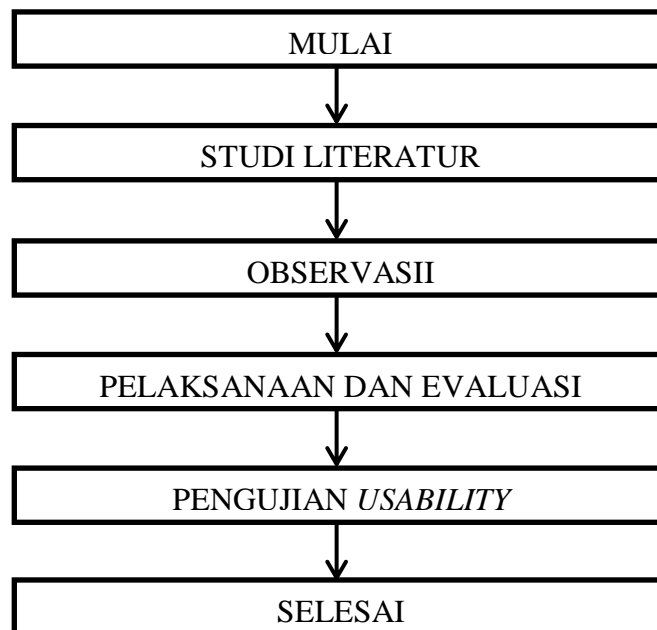 MULAI
STUDI LITERATUR
OBSERVASII
PELAKSANAAN DAN EVALUASI
PENGUJIAN USABILITY
SELESAI